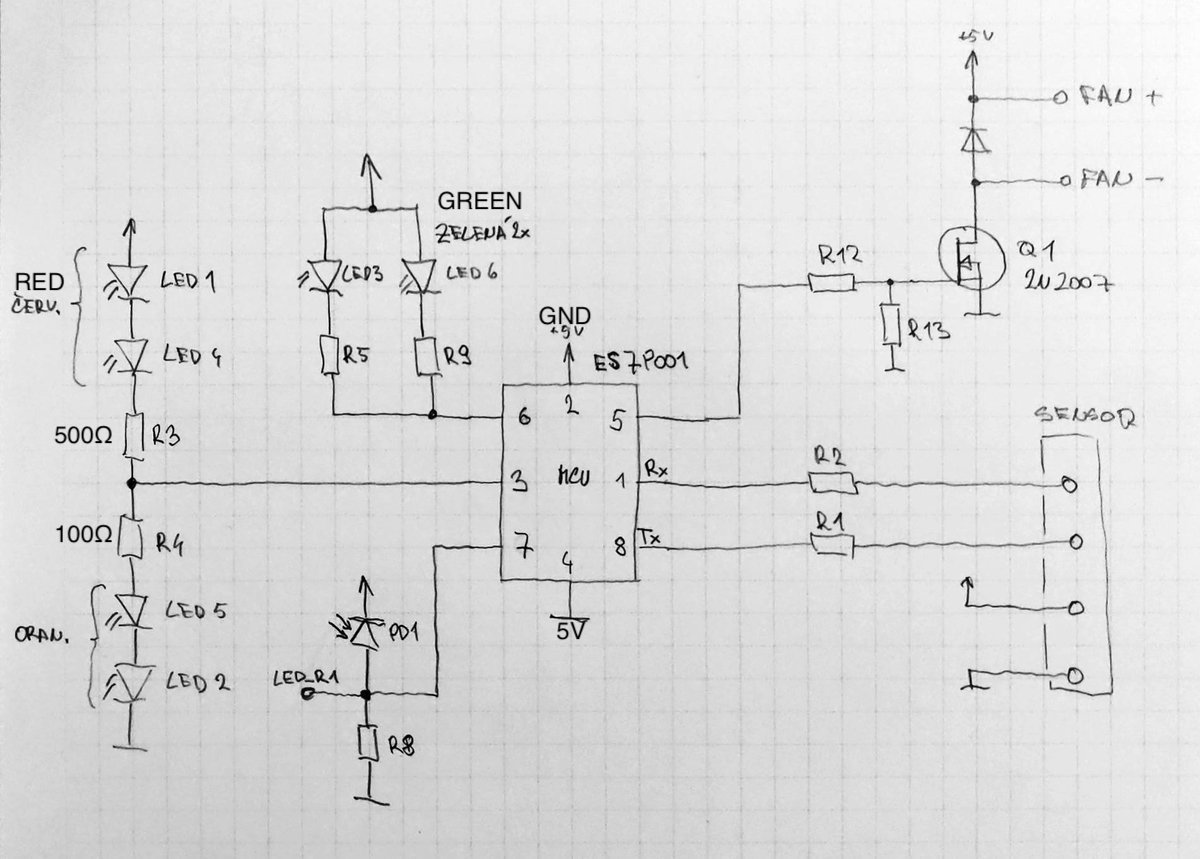 +5V
FAN +
FAN -
Q1
2N2007
R12
R13
GREEN
ZELENÁ 2x
LED3
LED 6
R5
R9
RED
ČERV.
LED 1
LED 4
500Ω
R3
100Ω
R4
ORAN.
LED 5
LED 2
GND
+5V
ES7P001
2
6
5
3
MCU
1
Rx
7
8
Tx
4
5V
R2
R1
SENSOR
PD1
LED_R1
R8